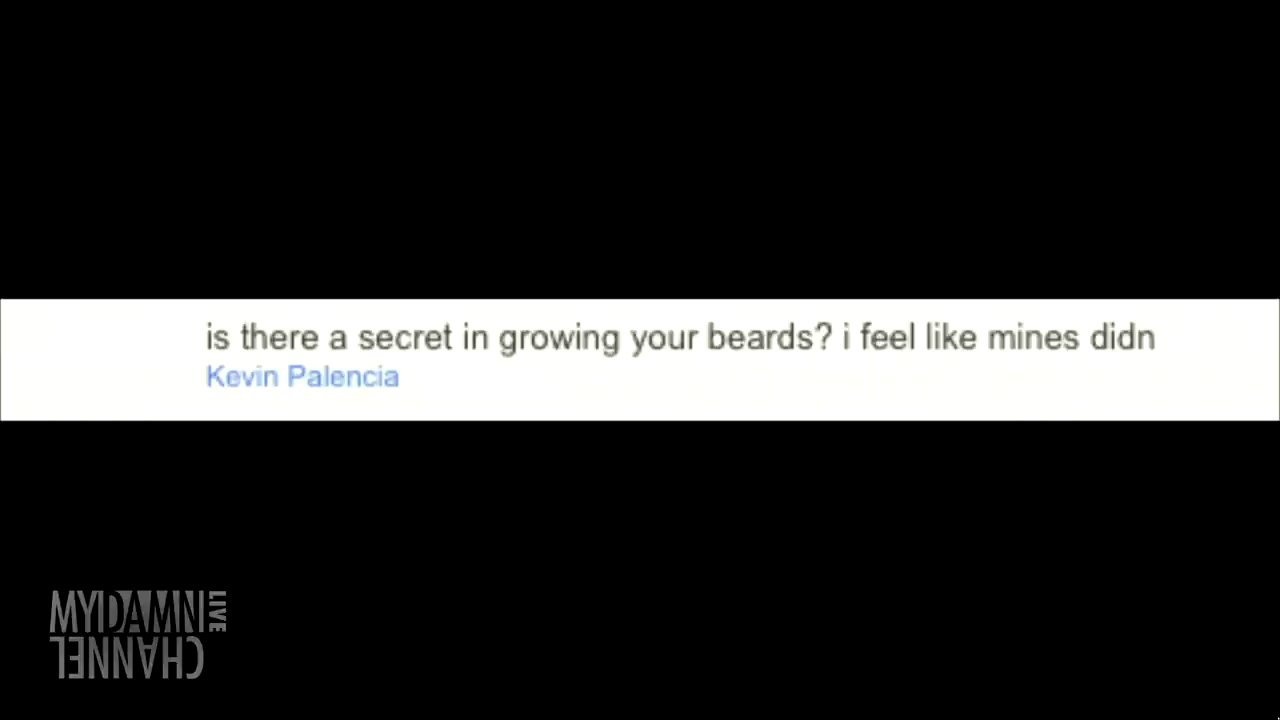 is there a secret in growing your beards? i feel like mines didn
Kevin Palencia
MYDAMN LIVE
CHANNEL